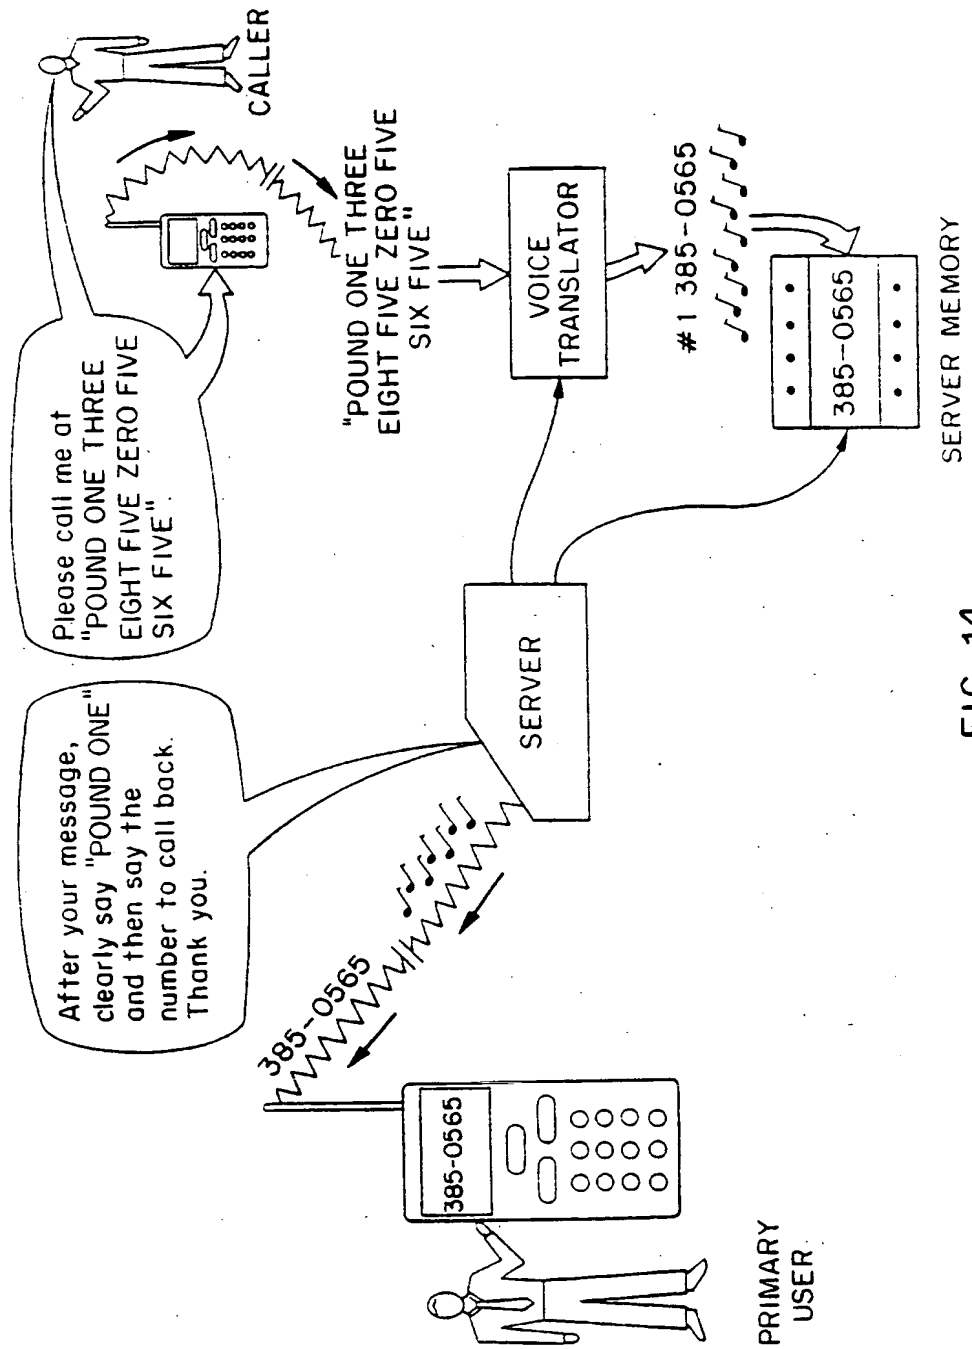 After your message,
clearly say "POUND ONE"
and then say the
number to call back.
Thank you.
Please call me at
"POUND ONE THREE
EIGHT FIVE ZERO FIVE
SIX FIVE".
CALLER
"POUND ONE THREE
EIGHT FIVE ZERO FIVE
SIX FIVE"
VOICE
TRANSLATOR
#1 385-0565
385-0565
SERVER MEMORY
SERVER
385-0565
385-0565
PRIMARY
USER
FIG. 14